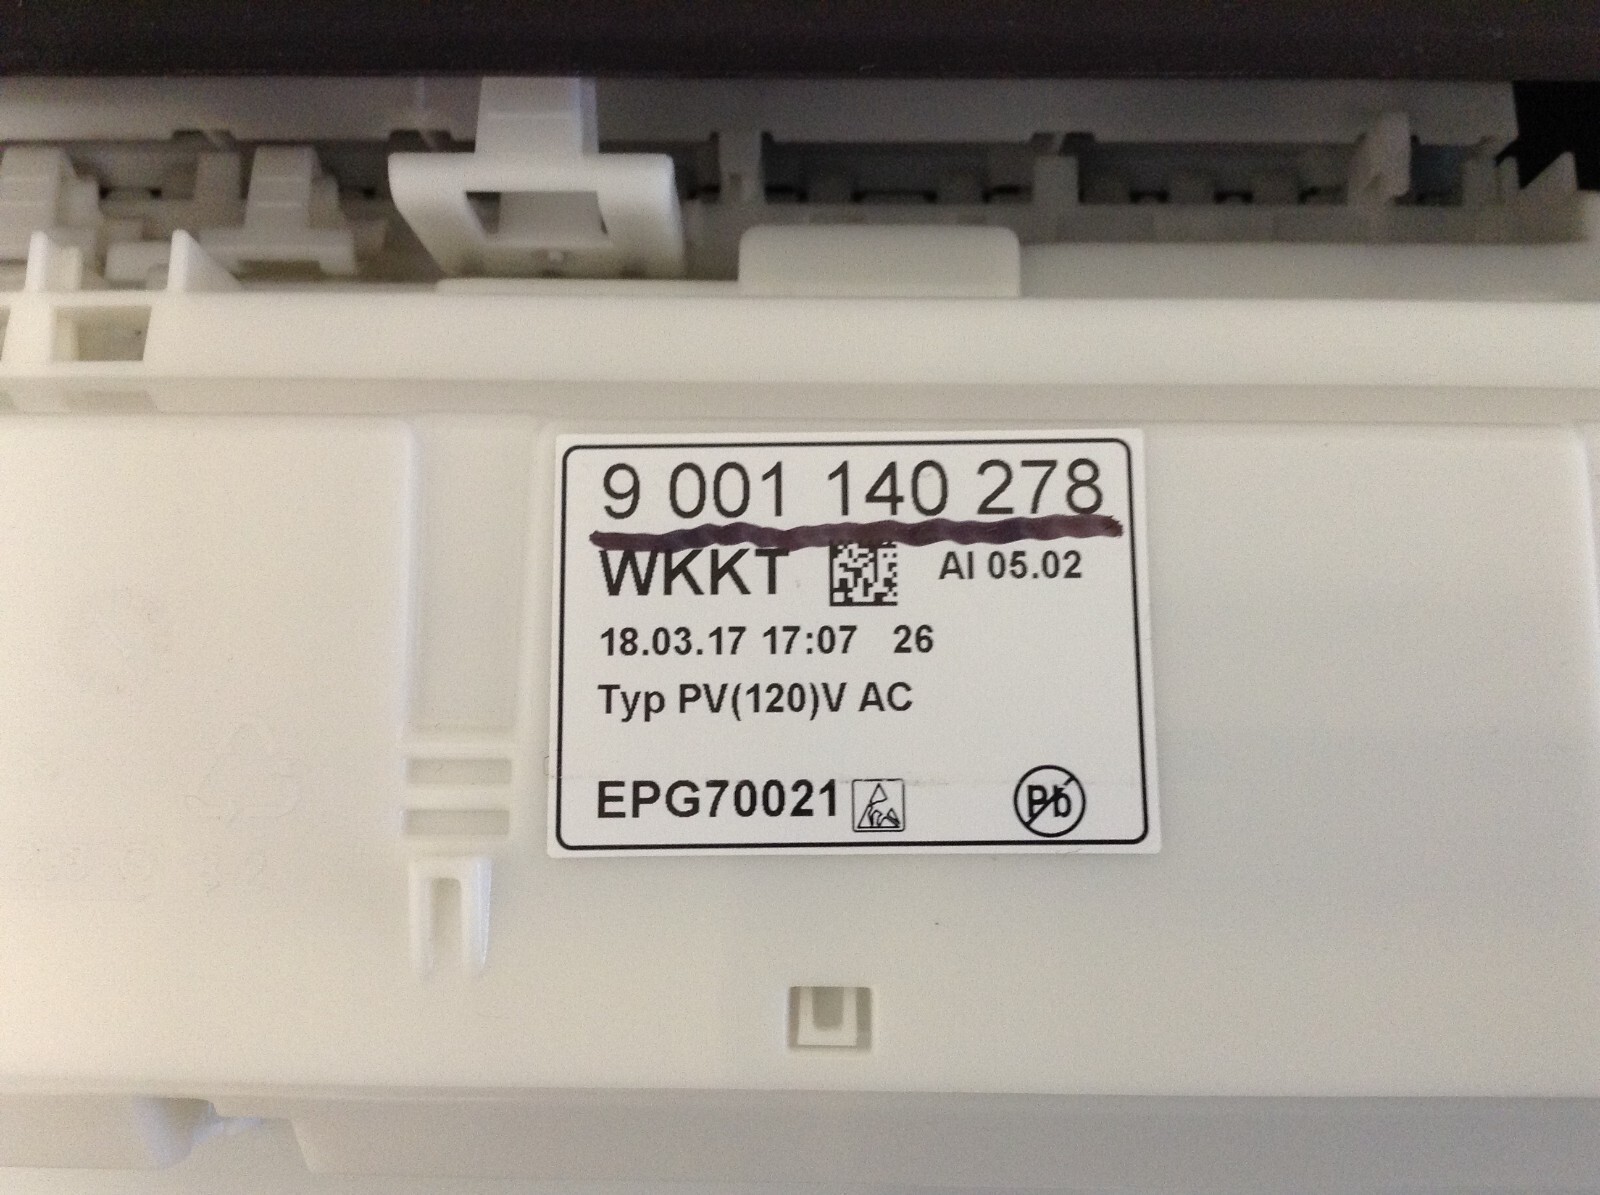 9 001 140 278
WKKT AI 05.02
18.03.17 17:07 26
Typ PV(120)V AC
EPG70021 Pb